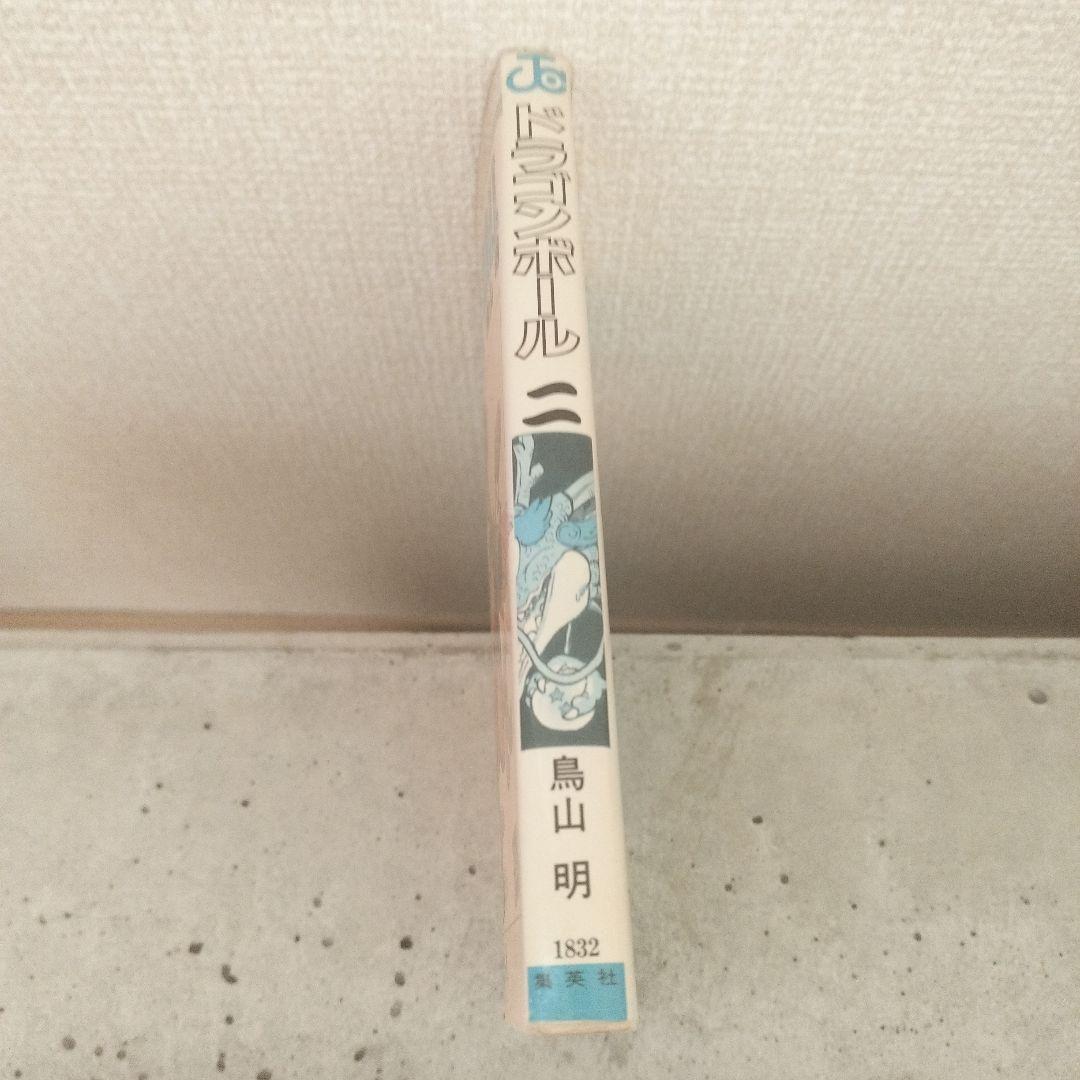 JC
ドラゴンボール
二
鳥山 明
1832
集英社